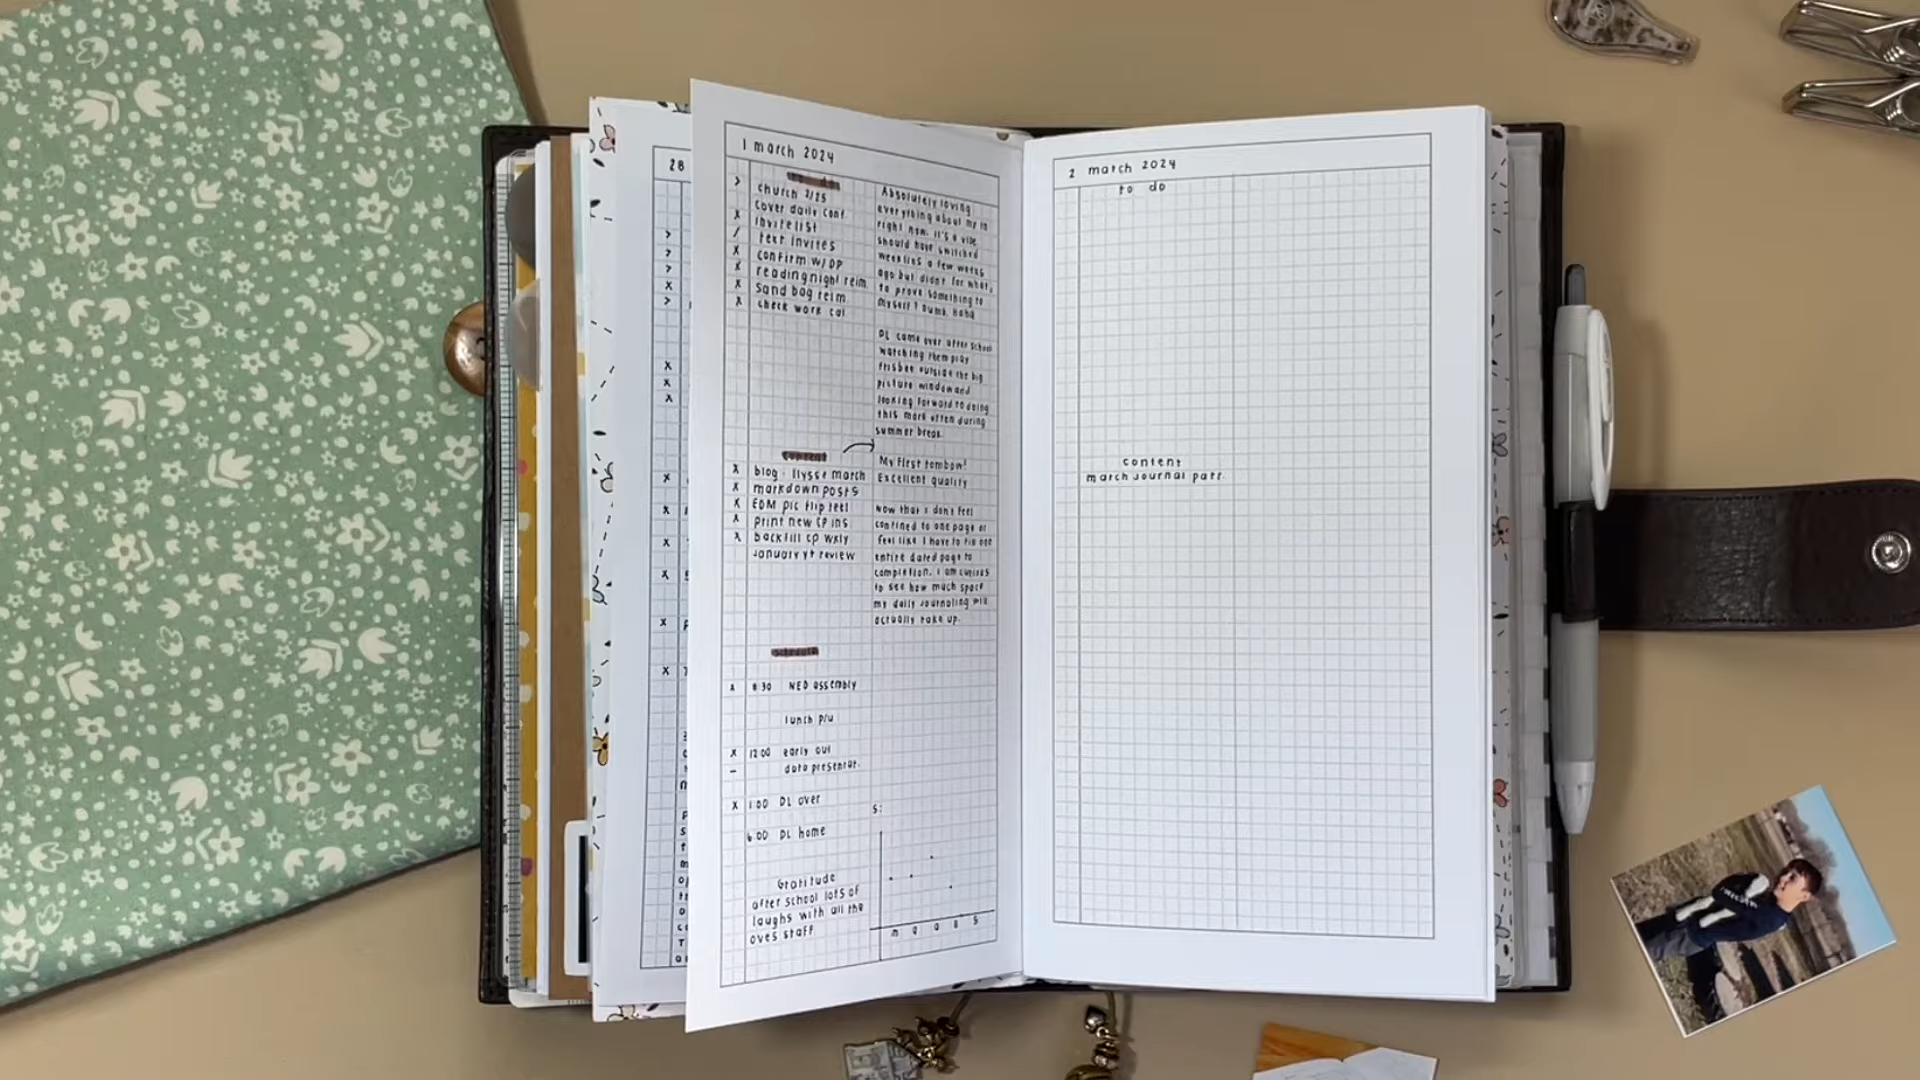 28
1 march 2024
> church 3/25
cover daily conf
x invite list
/ text invites
x confirm w/ DP
x reading night reim
x sand bag reim
x check work cal
content
x blog: llysse march
x markdown posts
x EDM pic flip reel
x print new CP ins
x backfill CP wkly
January yt review
schedule
x 8:30 NED assembly
lunch p/u
x 12:00 early out
- data presentat.
x 1:00 DL over
6:00 DL home
Gratitude
after school lots of
laughs with all the
oves staff
Absolutely loving
everything about my
right now. it's a vibe.
should have switched
weeklies a few weeks
ago but didn't for what,
to prove something to
myself? Dumb. Haha
DL came over after school
watching them play
frisbee outside the big
picture window and
looking forward to doing
this more often during
summer break.
My first tombow!
Excellent quality
Now that I don't feel
confined to one page or
feel like I have to fill one
entire dated page to
completion, I am curious
to see how much space
my daily journaling will
actually take up.
S:
2 march 2024
to do
content
march journal patr.